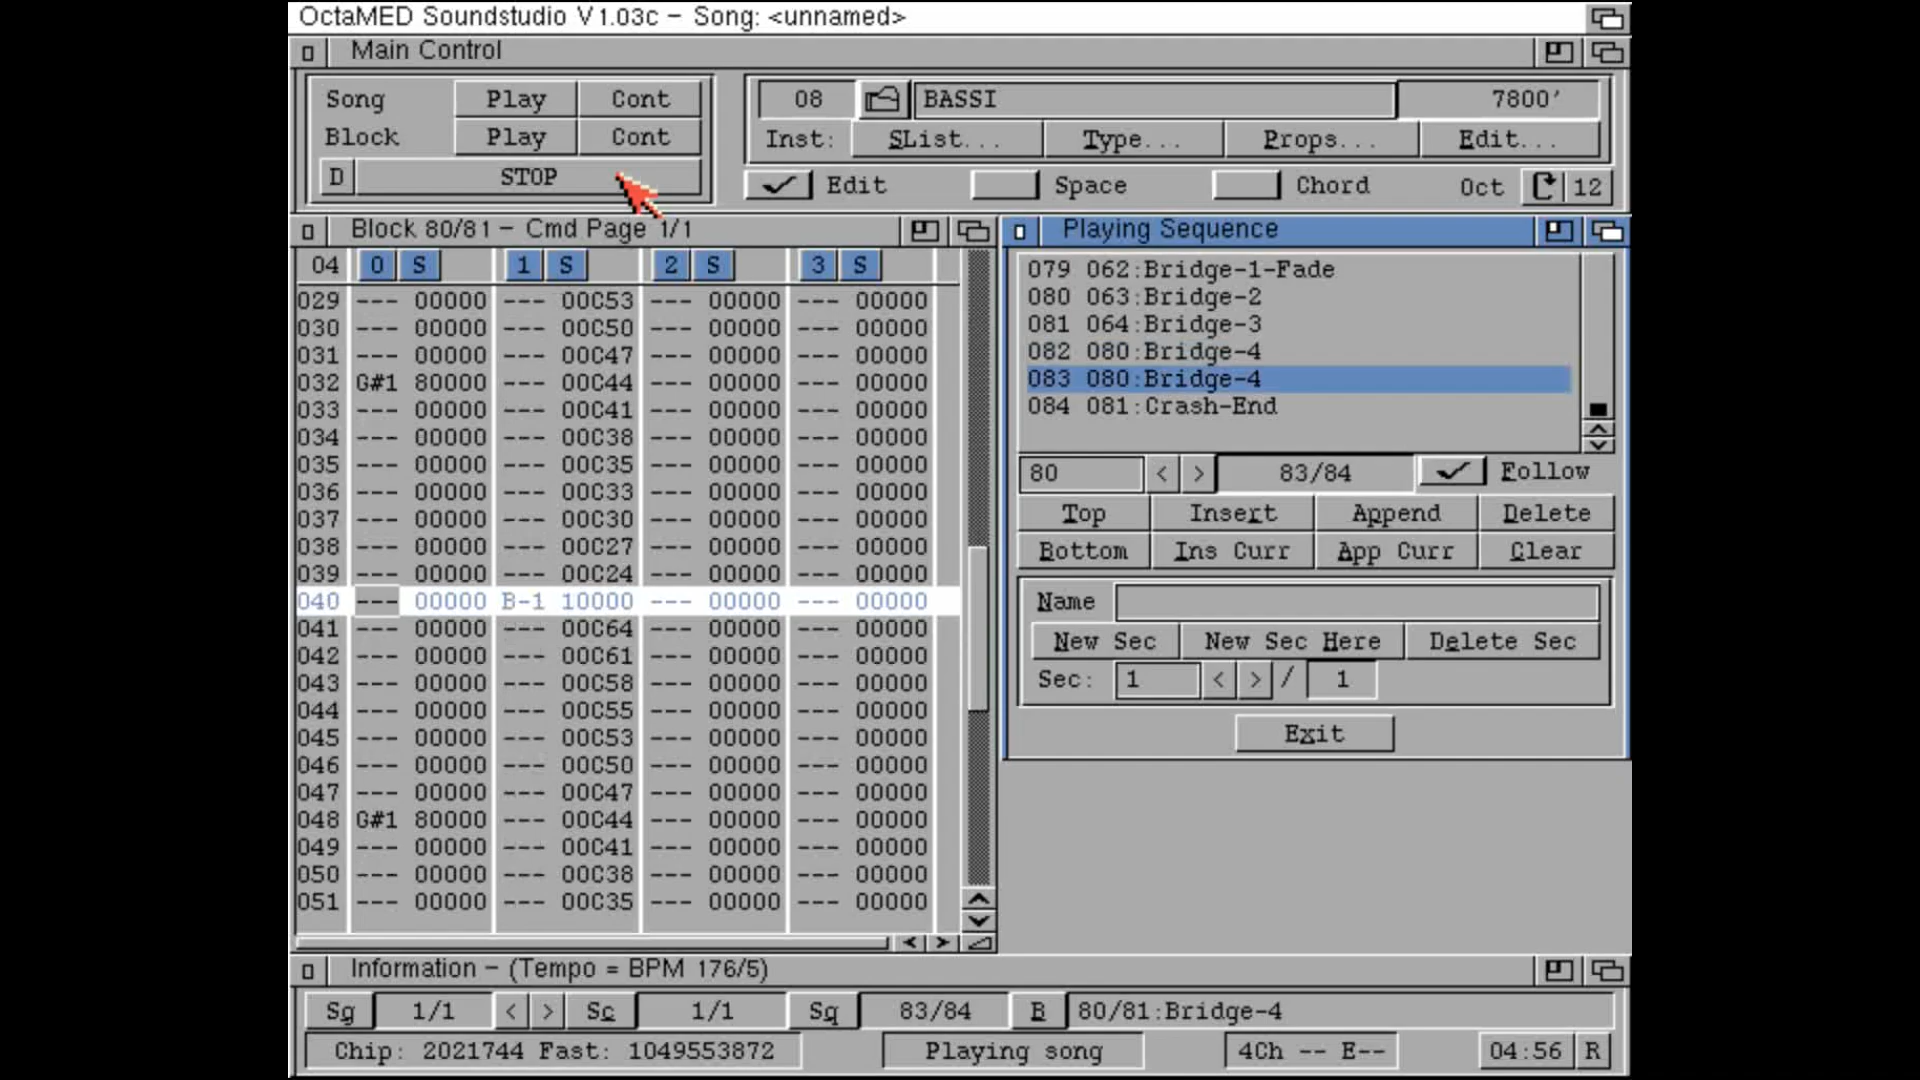 OctaMED Soundstudio V1.03c – Song: <unnamed>
Main Control
Song Play Cont
Block Play Cont
D STOP
08 BASSI 7800'
Inst: SList... Type... Props... Edit...
Edit Space Chord Oct 12
Block 80/81 – Cmd Page 1/1
04 0 S 1 S 2 S 3 S
029 --- 00000 --- 00C53 --- 00000 --- 00000
030 --- 00000 --- 00C50 --- 00000 --- 00000
031 --- 00000 --- 00C47 --- 00000 --- 00000
032 G#1 80000 --- 00C44 --- 00000 --- 00000
033 --- 00000 --- 00C41 --- 00000 --- 00000
034 --- 00000 --- 00C38 --- 00000 --- 00000
035 --- 00000 --- 00C35 --- 00000 --- 00000
036 --- 00000 --- 00C33 --- 00000 --- 00000
037 --- 00000 --- 00C30 --- 00000 --- 00000
038 --- 00000 --- 00C27 --- 00000 --- 00000
039 --- 00000 --- 00C24 --- 00000 --- 00000
040 --- 00000 B-1 10000 --- 00000 --- 00000
041 --- 00000 --- 00C64 --- 00000 --- 00000
042 --- 00000 --- 00C61 --- 00000 --- 00000
043 --- 00000 --- 00C58 --- 00000 --- 00000
044 --- 00000 --- 00C55 --- 00000 --- 00000
045 --- 00000 --- 00C53 --- 00000 --- 00000
046 --- 00000 --- 00C50 --- 00000 --- 00000
047 --- 00000 --- 00C47 --- 00000 --- 00000
048 G#1 80000 --- 00C44 --- 00000 --- 00000
049 --- 00000 --- 00C41 --- 00000 --- 00000
050 --- 00000 --- 00C38 --- 00000 --- 00000
051 --- 00000 --- 00C35 --- 00000 --- 00000
Playing Sequence
079 062:Bridge-1-Fade
080 063:Bridge-2
081 064:Bridge-3
082 080:Bridge-4
083 080:Bridge-4
084 081:Crash-End
80 < > 83/84 Follow
Top Insert Append Delete
Bottom Ins Curr App Curr Clear
Name
New Sec New Sec Here Delete Sec
Sec: 1 < > / 1
Exit
Information – (Tempo = BPM 176/5)
Sg 1/1 < > Sc 1/1 Sq 83/84 B 80/81:Bridge-4
Chip: 2021744 Fast: 1049553872 Playing song 4Ch -- E-- 04:56 R